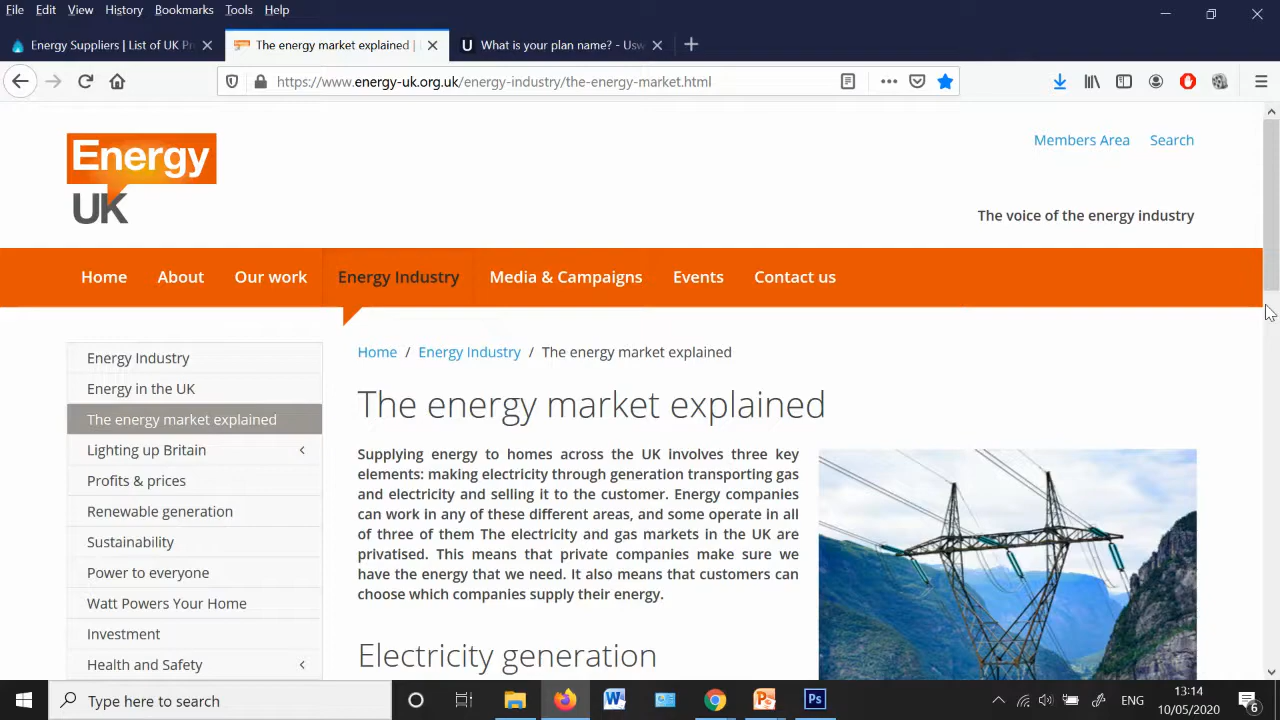 File Edit View History Bookmarks Tools Help
Energy Suppliers | List of UK Pr
The energy market explained |
U What is your plan name? - Usw
https://www.energy-uk.org.uk/energy-industry/the-energy-market.html
Energy
UK
Members Area Search
The voice of the energy industry
Home About Our work Energy Industry Media & Campaigns Events Contact us
Energy Industry
Energy in the UK
The energy market explained
Lighting up Britain
Profits & prices
Renewable generation
Sustainability
Power to everyone
Watt Powers Your Home
Investment
Health and Safety
Home / Energy Industry / The energy market explained
The energy market explained
Supplying energy to homes across the UK involves three key
elements: making electricity through generation transporting gas
and electricity and selling it to the customer. Energy companies
can work in any of these different areas, and some operate in all
of three of them The electricity and gas markets in the UK are
privatised. This means that private companies make sure we
have the energy that we need. It also means that customers can
choose which companies supply their energy.
Electricity generation
Type here to search
W
P
Ps
ENG
13:14
10/05/2020
6